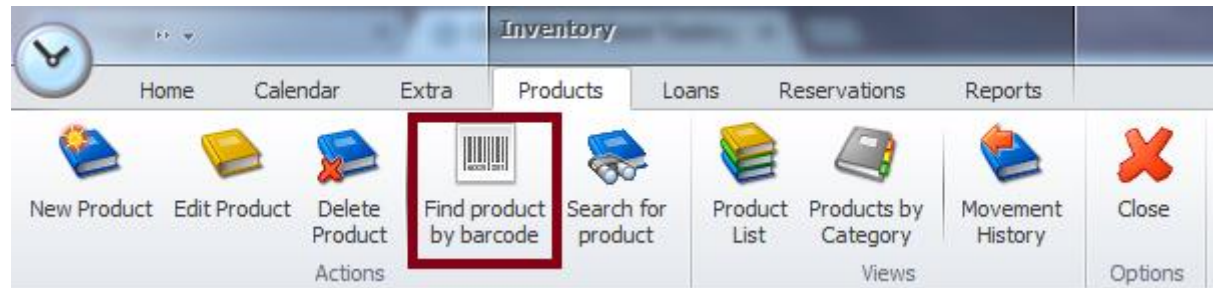 Inventory
Home Calendar Extra Products Loans Reservations Reports
New Product Edit Product Delete Product Find product by barcode Search for product Product List Products by Category Movement History Close
Actions Views Options